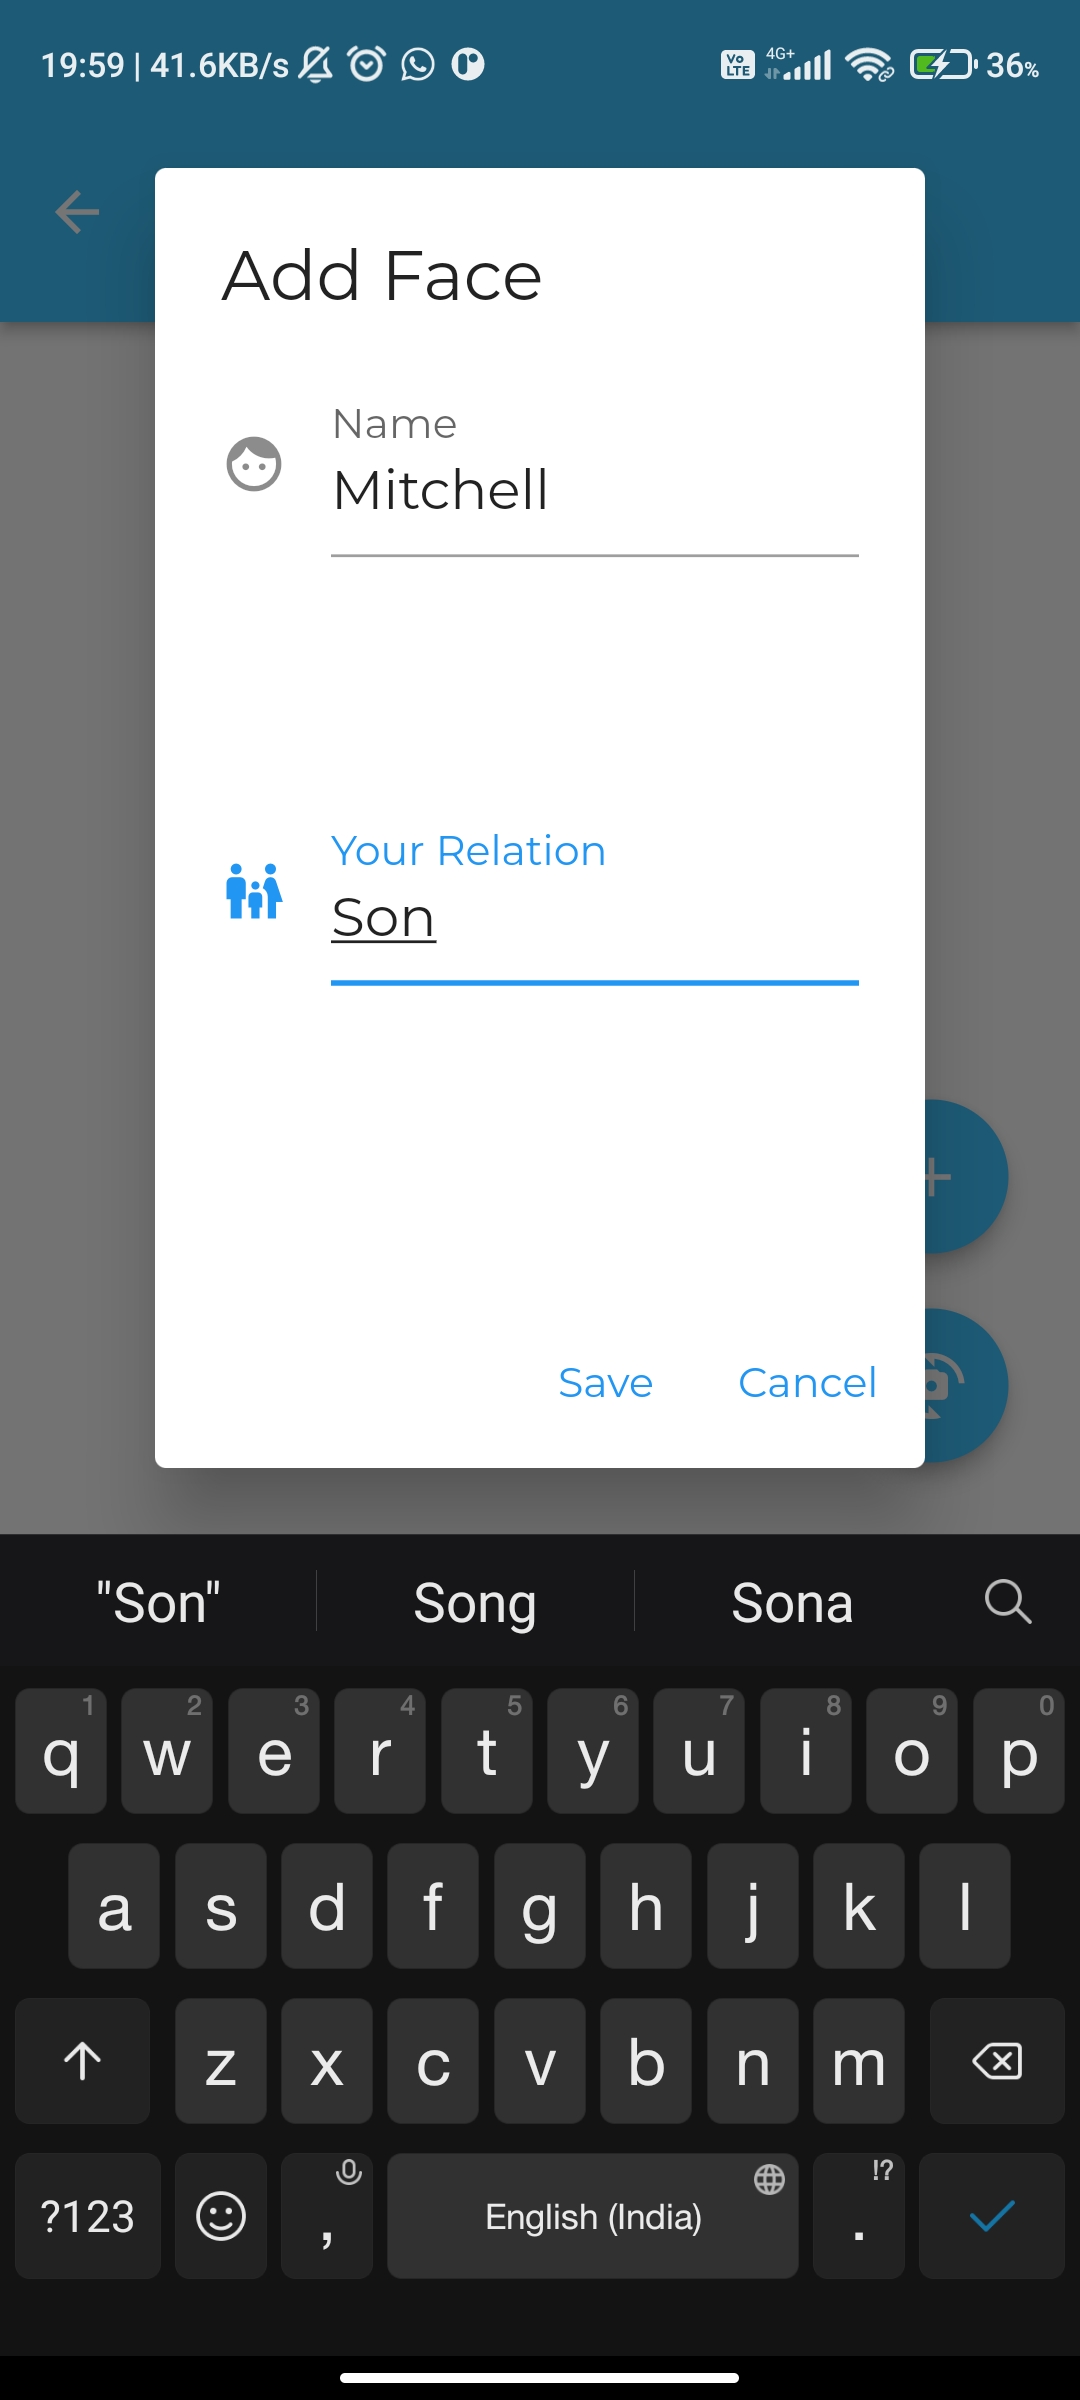 19:59 | 41.6KB/s Vo LTE 4G+ 36%
Add Face
Name
Mitchell
Your Relation
Son
Save Cancel
"Son" Song Sona
1 2 3 4 5 6 7 8 9 0
q w e r t y u i o p
a s d f g h j k l
z x c v b n m
!?
?123 , English (India) .